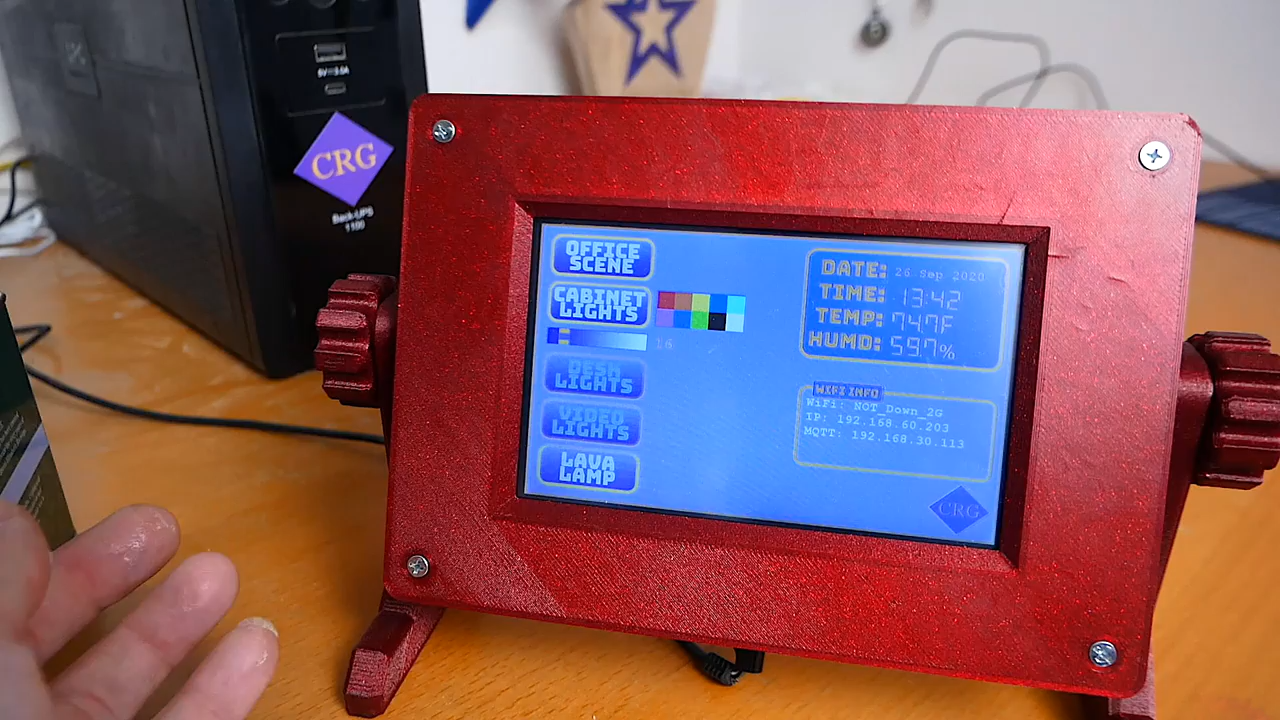 5V⎓3.0A
CRG
Back-UPS
1100
OFFICE
SCENE
CABINET
LIGHTS
16
DESK
LIGHTS
VIDEO
LIGHTS
LAVA
LAMP
DATE: 26 Sep 2020
TIME: 13:42
TEMP: 74.7F
HUMD: 59.7%
WIFI INFO
WiFi: NOT_Down_2G
IP: 192.168.60.203
MQTT: 192.168.30.113
CRG